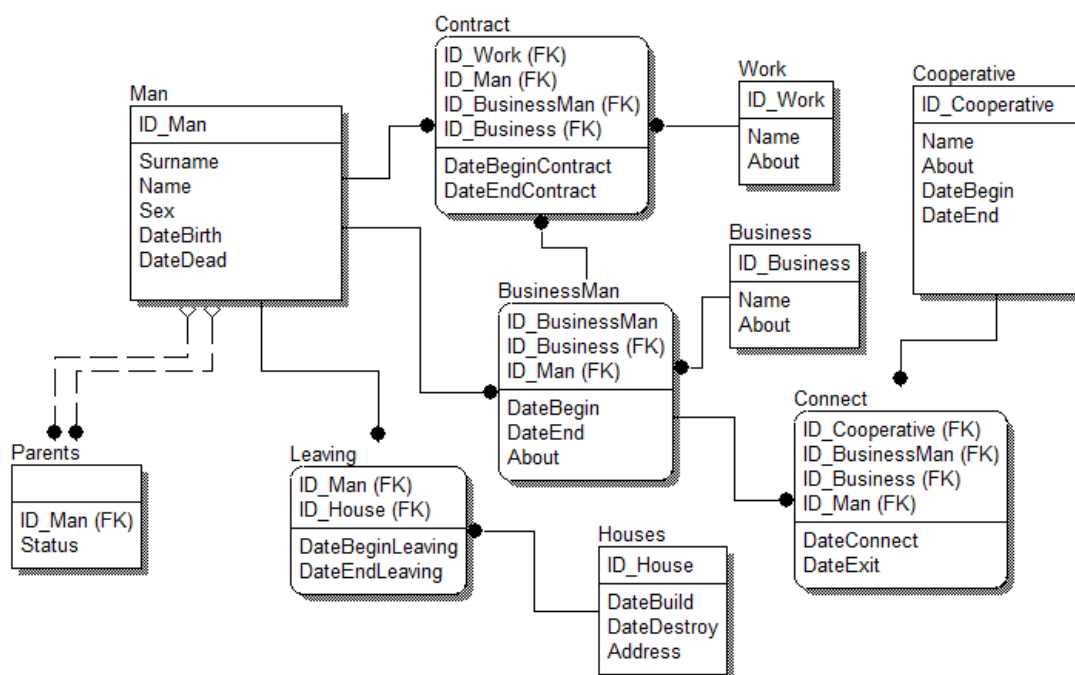 Contract
ID_Work (FK)
ID_Man (FK)
ID_BusinessMan (FK)
ID_Business (FK)
DateBeginContract
DateEndContract
Work
ID_Work
Name
About
Cooperative
ID_Cooperative
Name
About
DateBegin
DateEnd
Man
ID_Man
Surname
Name
Sex
DateBirth
DateDead
Business
ID_Business
Name
About
BusinessMan
ID_BusinessMan
ID_Business (FK)
ID_Man (FK)
DateBegin
DateEnd
About
Connect
ID_Cooperative (FK)
ID_BusinessMan (FK)
ID_Business (FK)
ID_Man (FK)
DateConnect
DateExit
Parents
ID_Man (FK)
Status
Leaving
ID_Man (FK)
ID_House (FK)
DateBeginLeaving
DateEndLeaving
Houses
ID_House
DateBuild
DateDestroy
Address